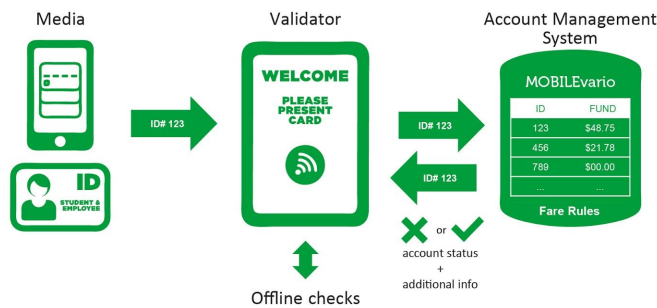 Media
Validator
Account Management
System
ID
STUDENT &
EMPLOYEE
ID# 123
WELCOME
PLEASE
PRESENT
CARD
ID# 123
ID# 123
or
account status
+
additional info
MOBILEvario
ID FUND
123 $48.75
456 $21.78
789 $00.00
... ...
Fare Rules
Offline checks